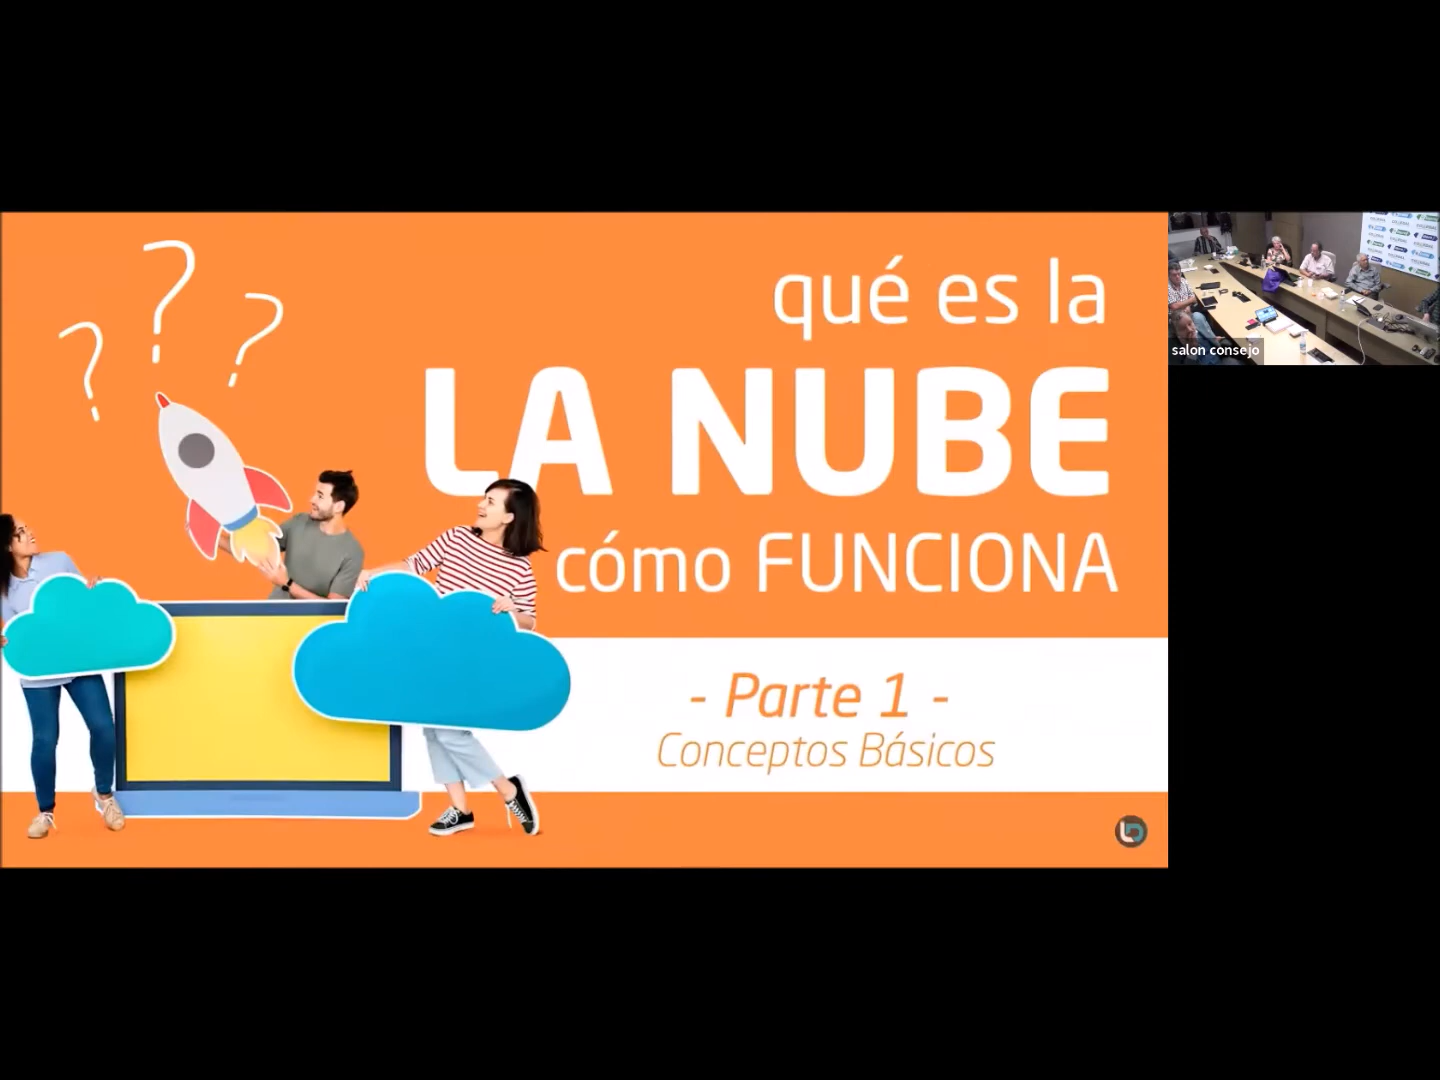 qué es la
LA NUBE
cómo FUNCIONA
- Parte 1 -
Conceptos Básicos
salon consejo